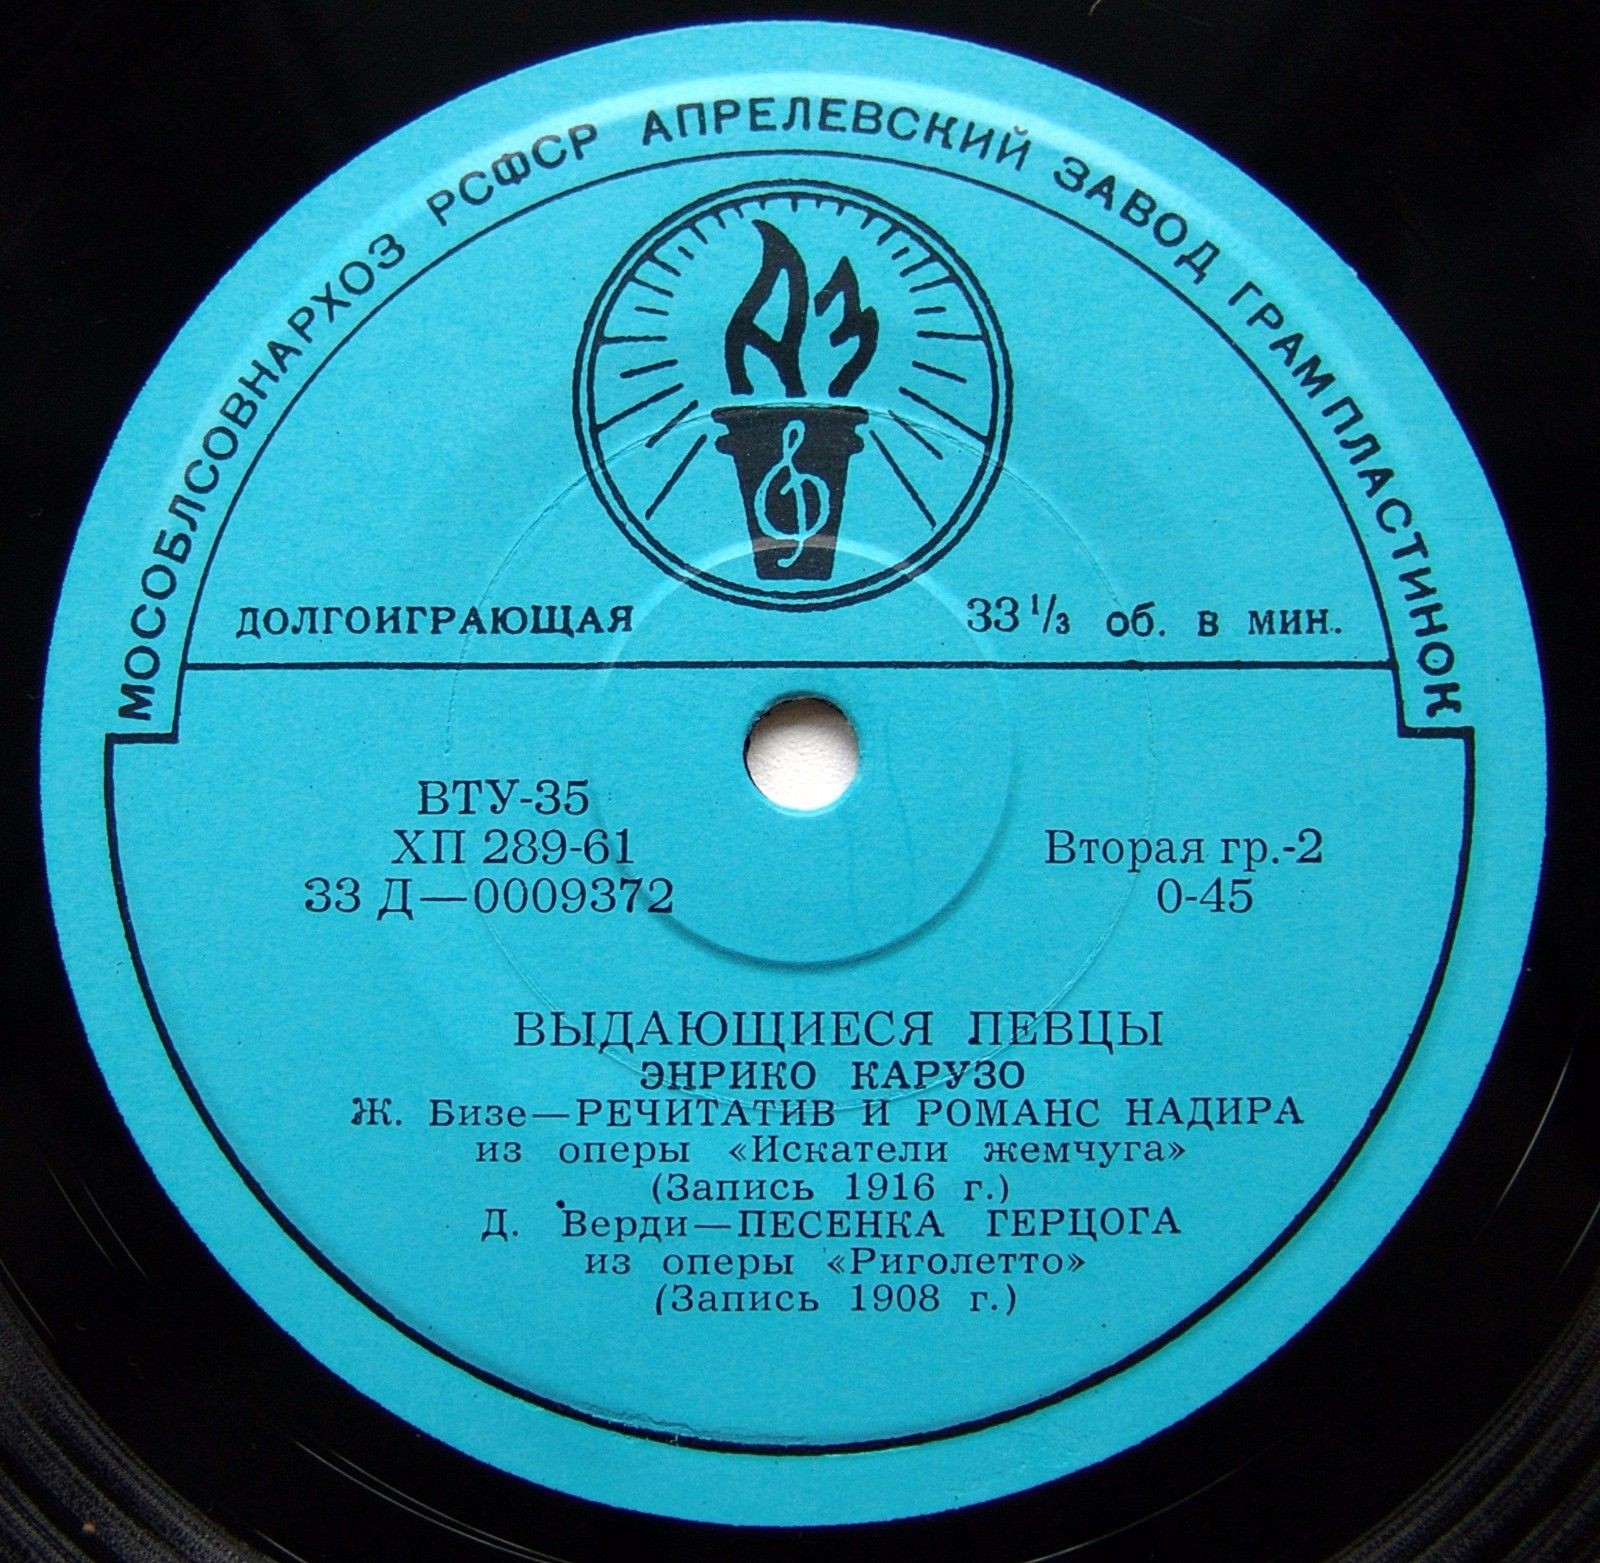 МОСОБЛСОВНАРХОЗ РСФСР АПРЕЛЕВСКИЙ ЗАВОД ГРАМПЛАСТИНОК
АЗ
ДОЛГОИГРАЮЩАЯ 33 1/3 об. в мин.
ВТУ-35
ХП 289-61 Вторая гр.-2
33 Д—0009372 0-45
ВЫДАЮЩИЕСЯ ПЕВЦЫ
ЭНРИКО КАРУЗО
Ж. Бизе—РЕЧИТАТИВ И РОМАНС НАДИРА
из оперы «Искатели жемчуга»
(Запись 1916 г.)
Д. Верди—ПЕСЕНКА ГЕРЦОГА
из оперы «Риголетто»
(Запись 1908 г.)